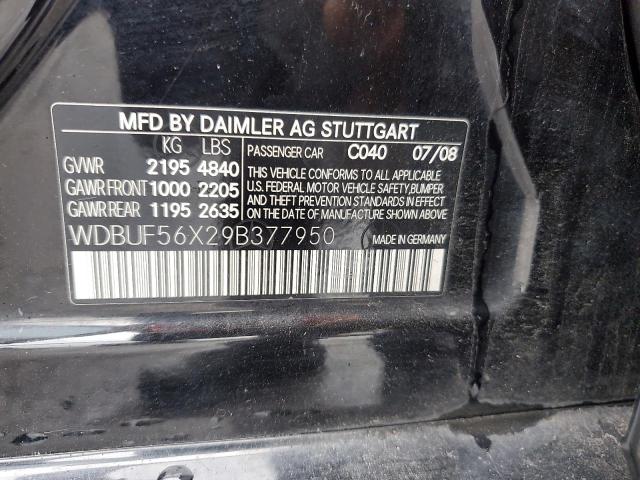 MFD BY DAIMLER AG STUTTGART
KG LBS
GVWR 2195 4840
GAWR FRONT 1000 2205
GAWR REAR 1195 2635
PASSENGER CAR C040 07/08
THIS VEHICLE CONFORMS TO ALL APPLICABLE
U.S. FEDERAL MOTOR VEHICLE SAFETY, BUMPER
AND THEFT PREVENTION STANDARDS IN EFFECT
ON THE DATE OF MANUFACTURE SHOWN ABOVE.
WDBUF56X29B377950 MADE IN GERMANY